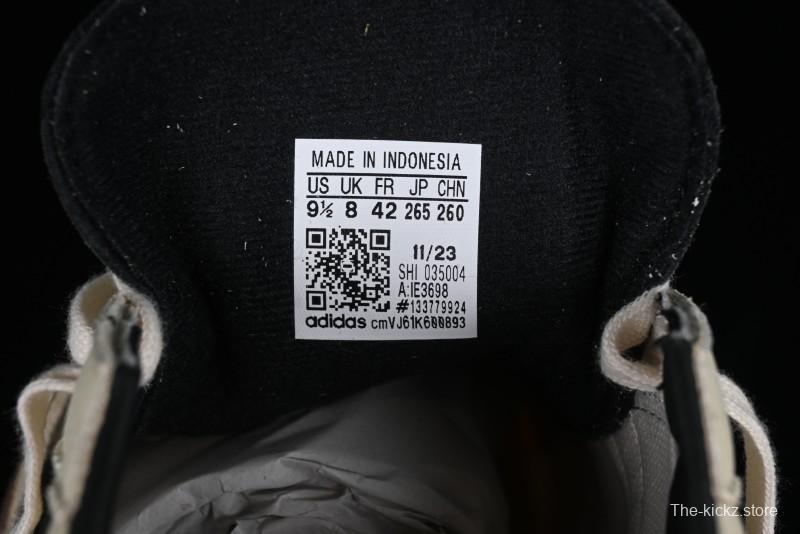 MADE IN INDONESIA
US UK FR JP CHN
9½ 8 42 265 260
11/23
SHI 035004
A:IE3698
#133779924
adidas cmVJ61K600893
The-kickz.store